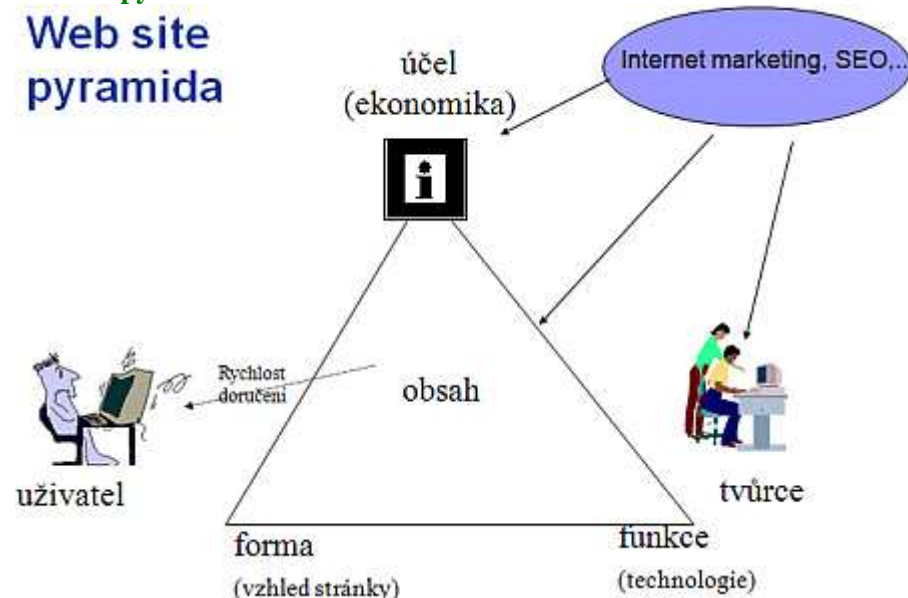 Web site
pyramida
účel
(ekonomika)
Internet marketing, SEO,..
i
Rychlost
doručení
obsah
uživatel
tvůrce
forma
(vzhled stránky)
funkce
(technologie)